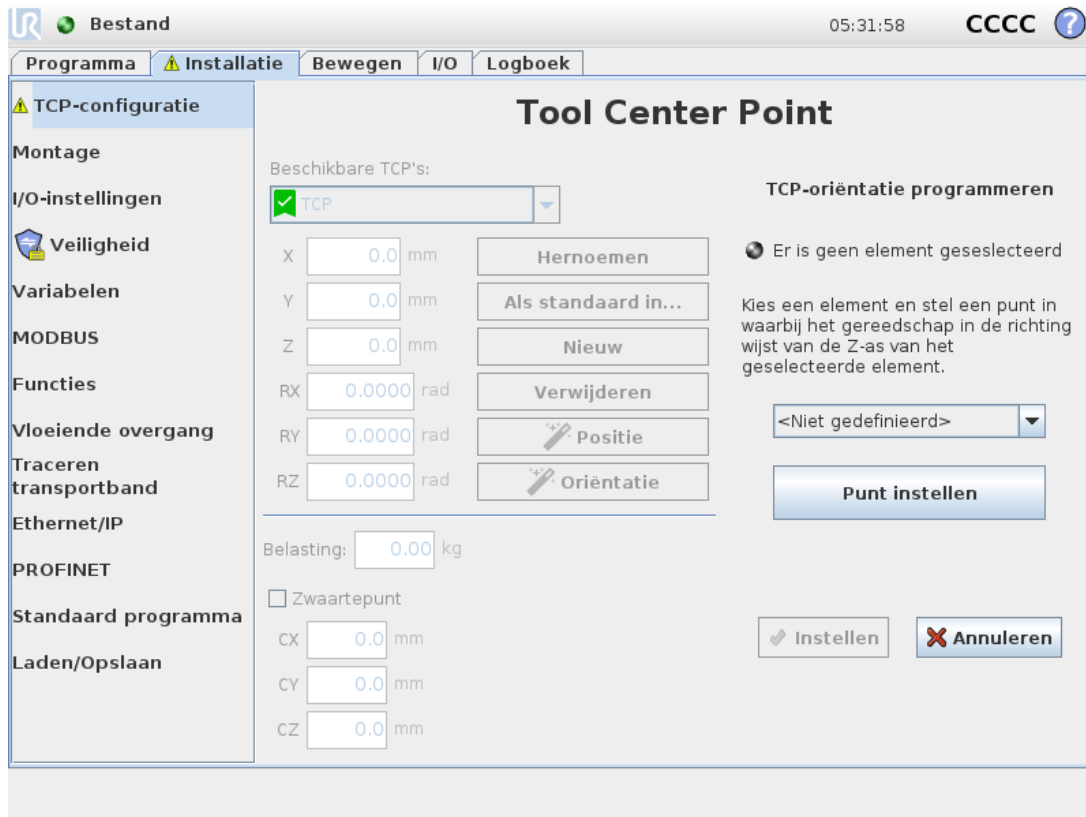 UR Bestand 05:31:58 CCCC ?
Programma Installatie Bewegen I/O Logboek
TCP-configuratie
Montage
I/O-instellingen
Veiligheid
Variabelen
MODBUS
Functies
Vloeiende overgang
Traceren
transportband
Ethernet/IP
PROFINET
Standaard programma
Laden/Opslaan
Tool Center Point
Beschikbare TCP's:
TCP
X 0.0 mm Hernoemen
Y 0.0 mm Als standaard in...
Z 0.0 mm Nieuw
RX 0.0000 rad Verwijderen
RY 0.0000 rad Positie
RZ 0.0000 rad Oriëntatie
Belasting: 0.00 kg
Zwaartepunt
CX 0.0 mm
CY 0.0 mm
CZ 0.0 mm
TCP-oriëntatie programmeren
Er is geen element geseslecteerd
Kies een element en stel een punt in
waarbij het gereedschap in de richting
wijst van de Z-as van het
geselecteerde element.
<Niet gedefinieerd>
Punt instellen
Instellen Annuleren